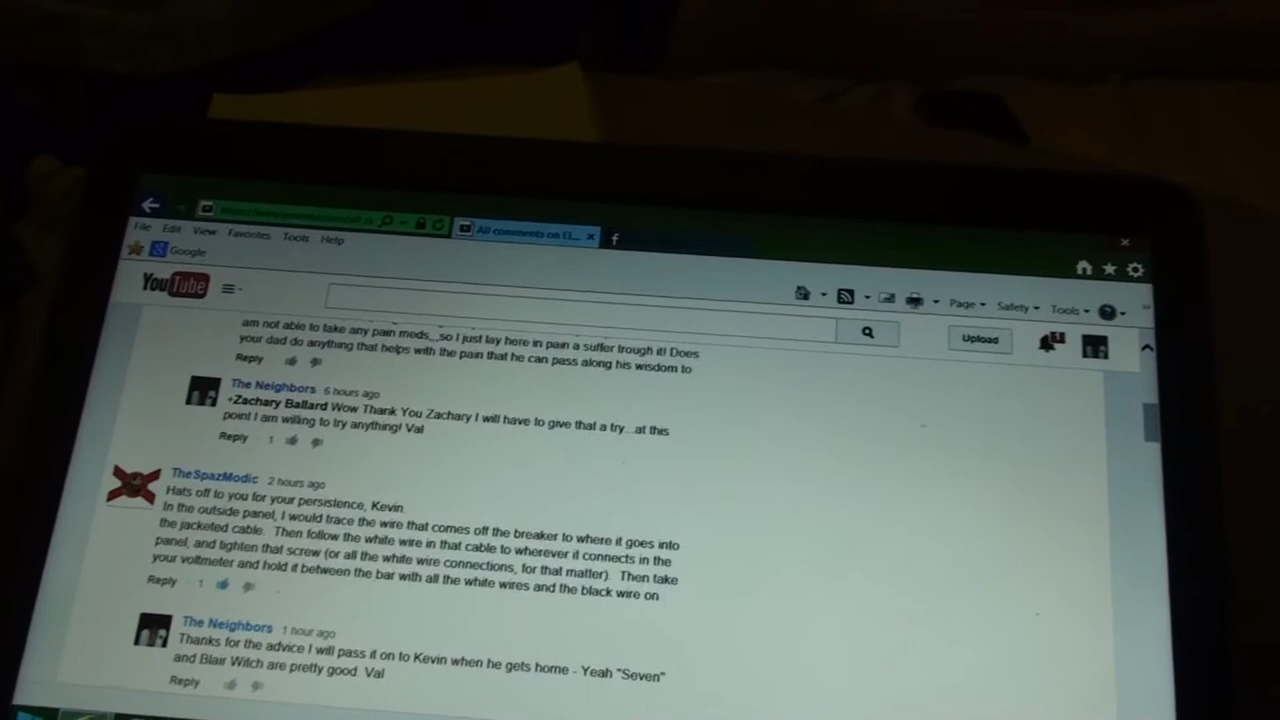 All comments on El...
File Edit View Favorites Tools Help
Google
Page Safety Tools
YouTube
Upload
1
am not able to take any pain meds,,,so I just lay here in pain a suffer trough it! Does
your dad do anything that helps with the pain that he can pass along his wisdom to
Reply
The Neighbors 6 hours ago
+Zachary Ballard Wow Thank You Zachary I will have to give that a try...at this
point I am willing to try anything! Val
Reply · 1
TheSpazModic 2 hours ago
Hats off to you for your persistence, Kevin.
In the outside panel, I would trace the wire that comes off the breaker to where it goes into
the jacketed cable. Then follow the white wire in that cable to wherever it connects in the
panel, and tighten that screw (or all the white wire connections, for that matter). Then take
your voltmeter and hold it between the bar with all the white wires and the black wire on
Reply 1
The Neighbors 1 hour ago
Thanks for the advice I will pass it on to Kevin when he gets home - Yeah "Seven"
and Blair Witch are pretty good. Val
Reply